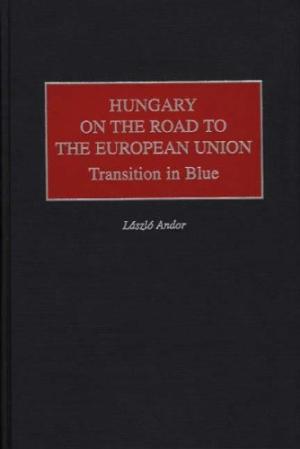 HUNGARY
ON THE ROAD TO
THE EUROPEAN UNION
Transition in Blue
László Andor